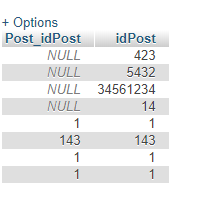 + Options
Post_idPost idPost
NULL 423
NULL 5432
NULL 34561234
NULL 14
1 1
143 143
1 1
1 1